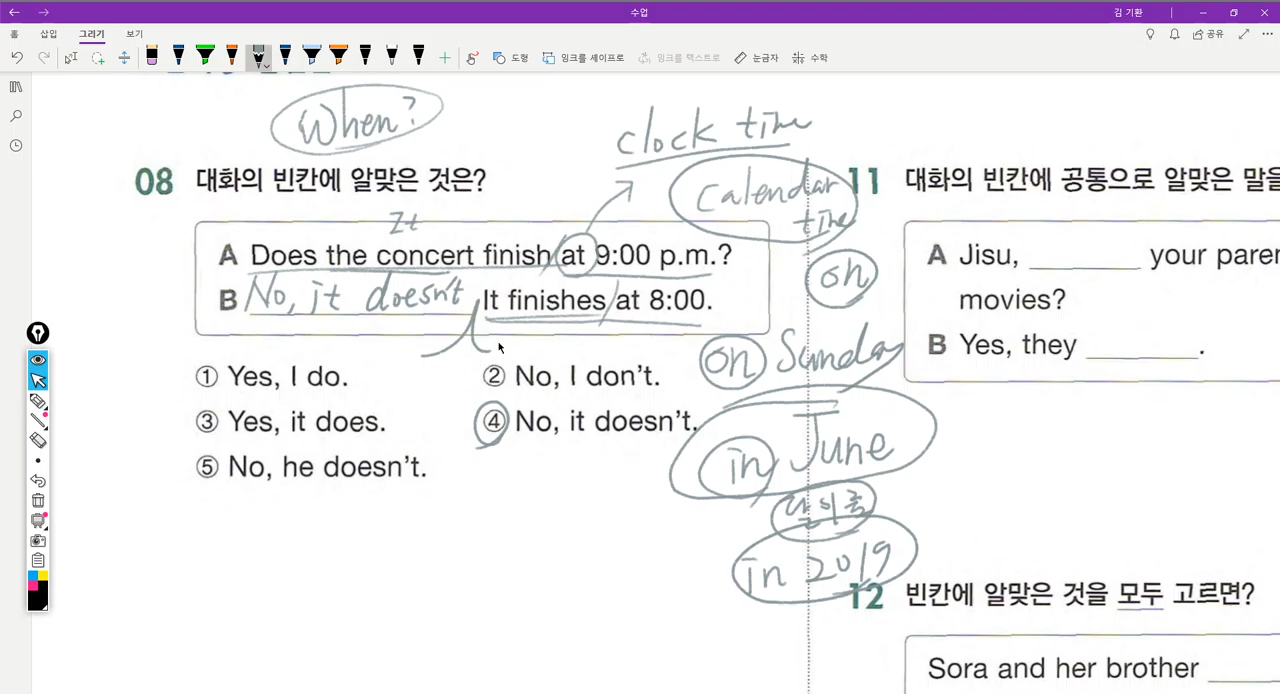 수업
김 기환
홈 삽입 그리기 보기
공유
도형 잉크를 셰이프로 잉크를 텍스트로 눈금자 수학
When?
clock time
calendar
time
on
08 대화의 빈칸에 알맞은 것은?
It
A Does the concert finish at 9:00 p.m.?
B No, it doesn't It finishes at 8:00.
① Yes, I do. ② No, I don't.
③ Yes, it does. ④ No, it doesn't.
⑤ No, he doesn't.
on Sunday
in June
달이름
in 2019
11 대화의 빈칸에 공통으로 알맞은 말을
A Jisu, ________ your paren
movies?
B Yes, they ________.
12 빈칸에 알맞은 것을 모두 고르면?
Sora and her brother